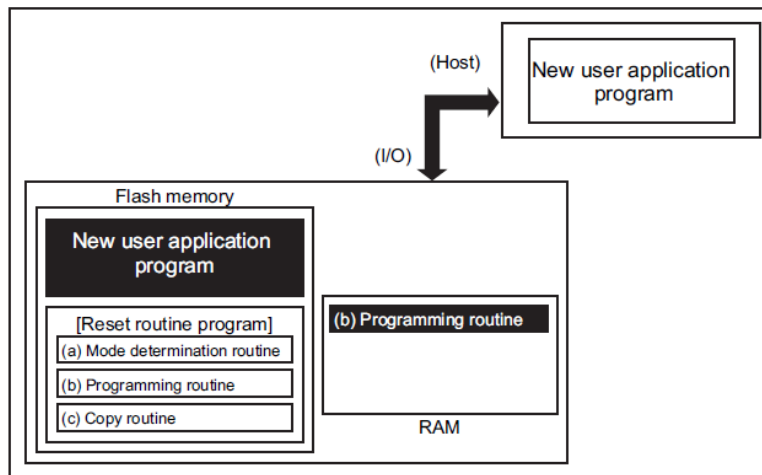 (Host)
New user application
program
(I/O)
Flash memory
New user application
program
[Reset routine program]
(a) Mode determination routine
(b) Programming routine
(c) Copy routine
(b) Programming routine
RAM